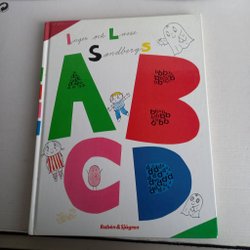 Inger och Lasse
Sandbergs
A B
C D
Rabén & Sjögren